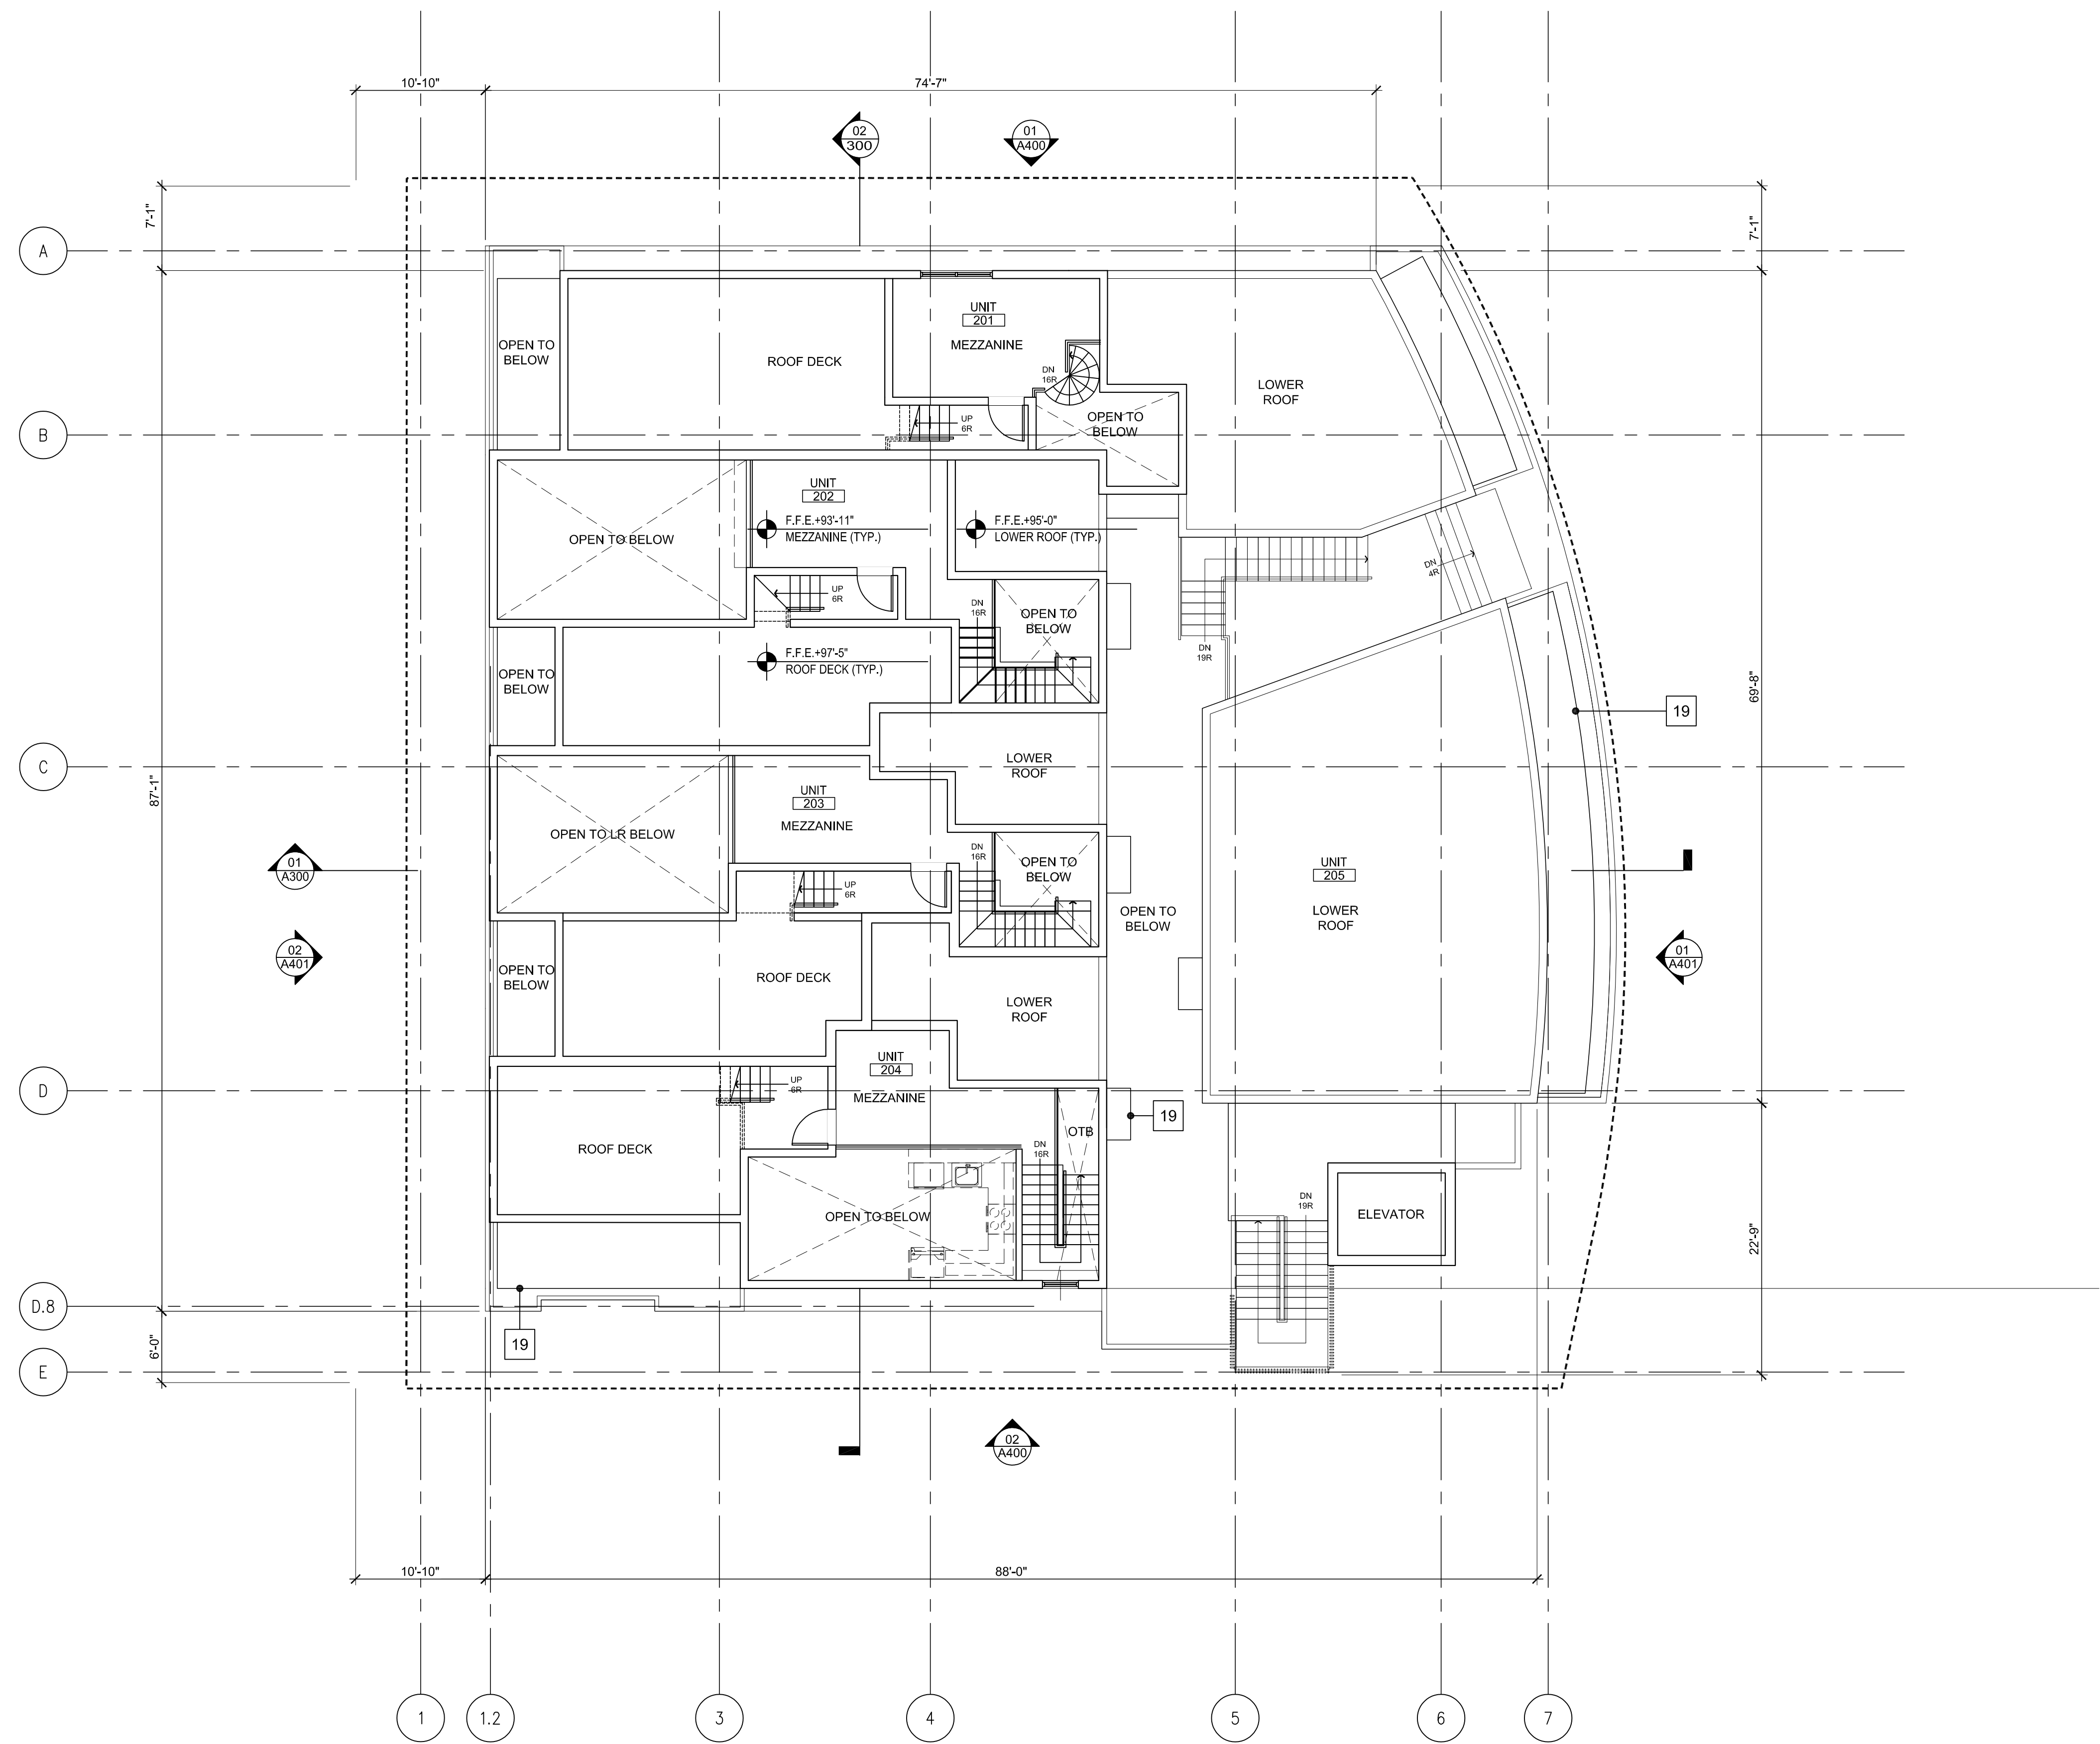 10'-10"
74'-7"
02
300
01
A400
7'-1"
7'-1"
A
UNIT
201
MEZZANINE
OPEN TO
BELOW
ROOF DECK
DN
16R
LOWER
ROOF
UP
6R
OPEN TO
BELOW
B
UNIT
202
F.F.E.+93'-11"
MEZZANINE (TYP.)
F.F.E.+95'-0"
LOWER ROOF (TYP.)
OPEN TO BELOW
DN
4R
UP
6R
DN
16R
OPEN TO
BELOW
DN
19R
F.F.E.+97'-5"
ROOF DECK (TYP.)
OPEN TO
BELOW
69'-8"
19
C
LOWER
ROOF
87'-1"
UNIT
203
MEZZANINE
OPEN TO LR BELOW
DN
16R
OPEN TO
BELOW
01
A300
UNIT
205
LOWER
ROOF
UP
6R
OPEN TO
BELOW
02
A401
01
A401
OPEN TO
BELOW
ROOF DECK
LOWER
ROOF
UNIT
204
MEZZANINE
D
UP
6R
19
OTB
ROOF DECK
DN
16R
DN
19R
OPEN TO BELOW
ELEVATOR
22'-9"
D.8
6'-0"
19
E
02
A400
10'-10"
88'-0"
1
1.2
3
4
5
6
7